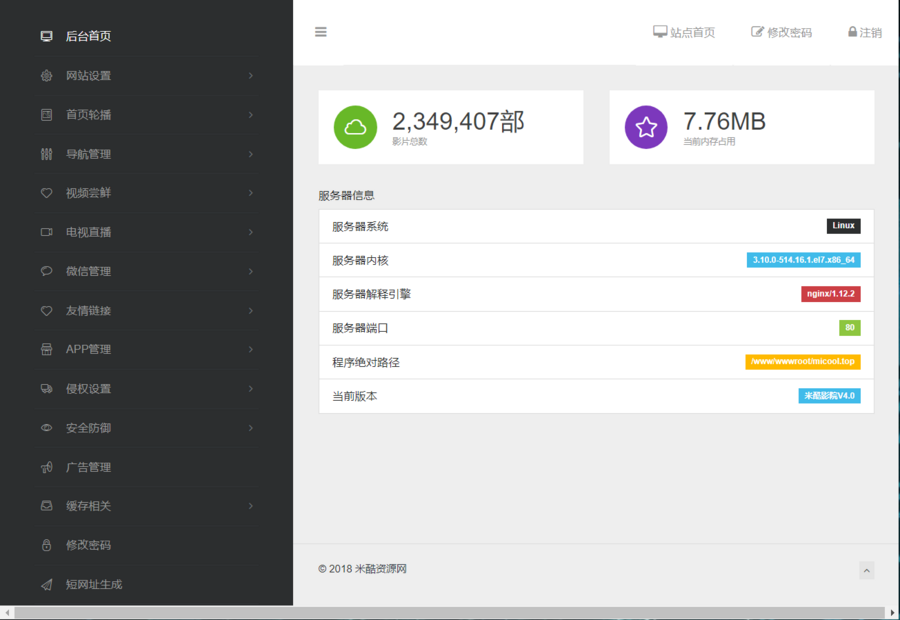 后台首页
网站设置
首页轮播
导航管理
视频尝鲜
电视直播
微信管理
友情链接
APP管理
侵权设置
安全防御
广告管理
缓存相关
修改密码
短网址生成
站点首页
修改密码
注销
2,349,407部
影片总数
7.76MB
当前内存占用
服务器信息
服务器系统 Linux
服务器内核 3.10.0-514.16.1.el7.x86_64
服务器解释引擎 nginx/1.12.2
服务器端口 80
程序绝对路径 /www/wwwroot/micool.top
当前版本 米酷影院V4.0
© 2018 米酷资源网